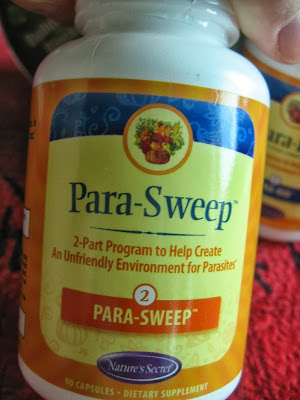 Para-Sweep™
2-Part Program to Help Create
An Unfriendly Environment for Parasites*
2
PARA-SWEEP™
Nature's Secret®
90 CAPSULES • DIETARY SUPPLEMENT